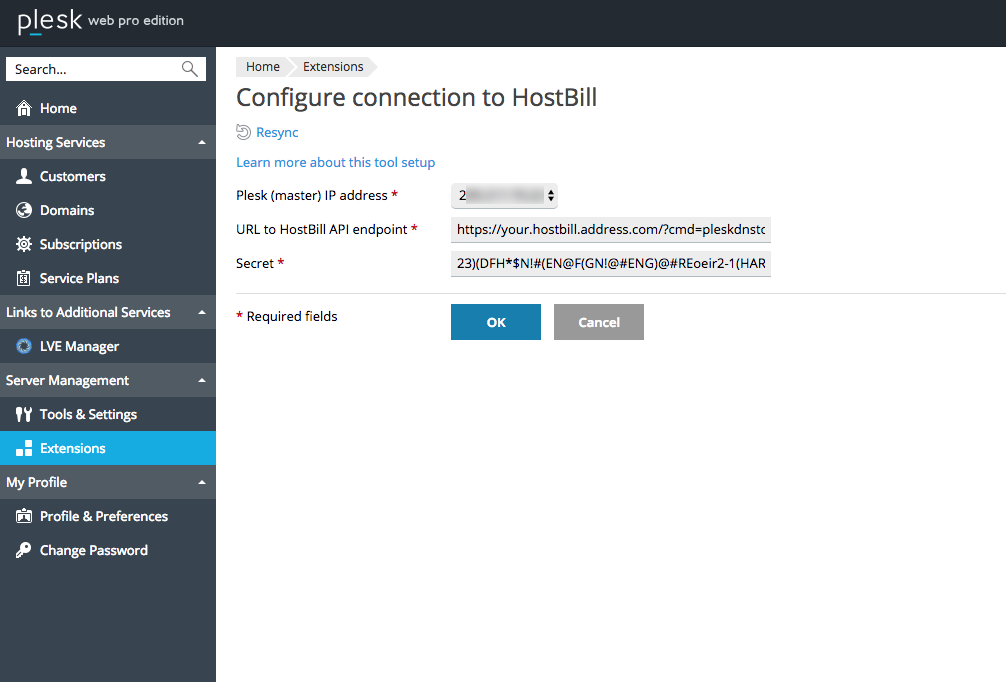 plesk web pro edition
Search...
Home
Hosting Services
Customers
Domains
Subscriptions
Service Plans
Links to Additional Services
LVE Manager
Server Management
Tools & Settings
Extensions
My Profile
Profile & Preferences
Change Password
Home Extensions
Configure connection to HostBill
Resync
Learn more about this tool setup
Plesk (master) IP address * 2
URL to HostBill API endpoint * https://your.hostbill.address.com/?cmd=pleskdnstc
Secret * 23)(DFH*$N!#(EN@F(GN!@#ENG)@#REoeir2-1(HAR
* Required fields OK Cancel